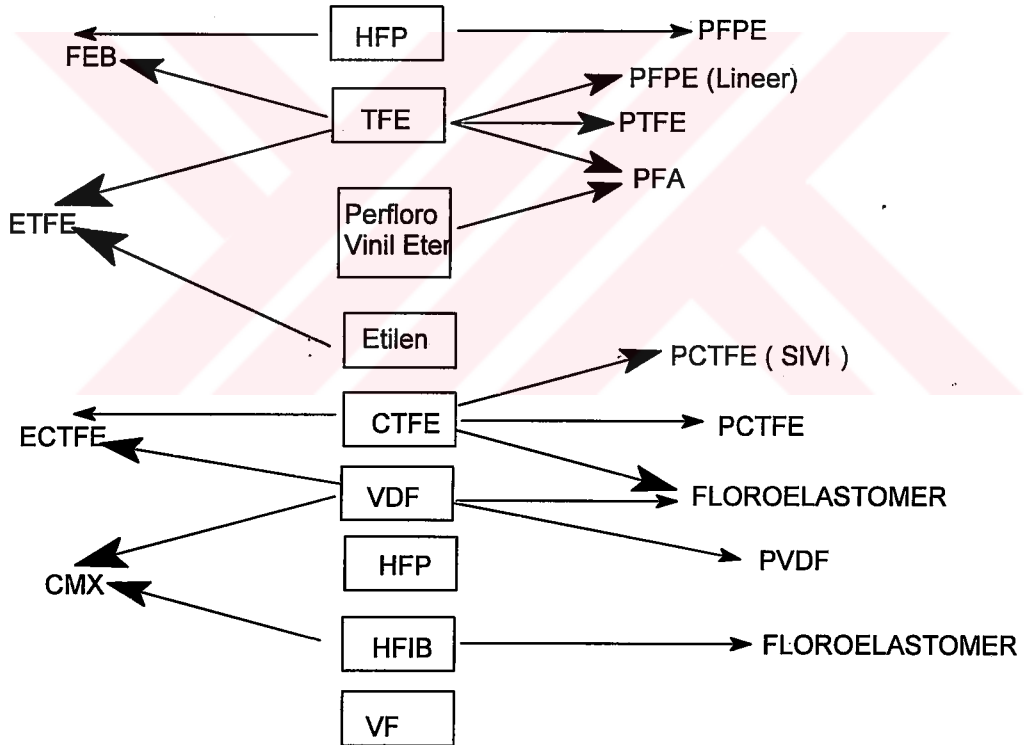 HFP
PFPE
FEB
PFPE (Lineer)
TFE
PTFE
PFA
Perfloro
Vinil Eter
ETFE
Etilen
PCTFE ( SIVI )
CTFE
PCTFE
ECTFE
VDF
FLOROELASTOMER
HFP
PVDF
CMX
HFIB
FLOROELASTOMER
VF